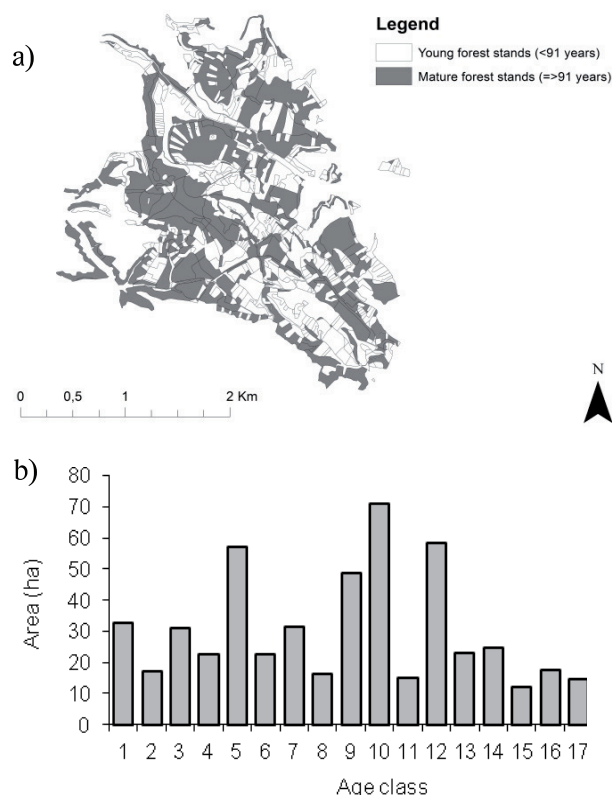 a)
Legend
Young forest stands (<91 years)
Mature forest stands (=>91 years)
0 0,5 1 2 Km
N
b)
Area (ha)
80
70
60
50
40
30
20
10
0
1 2 3 4 5 6 7 8 9 10 11 12 13 14 15 16 17
Age class